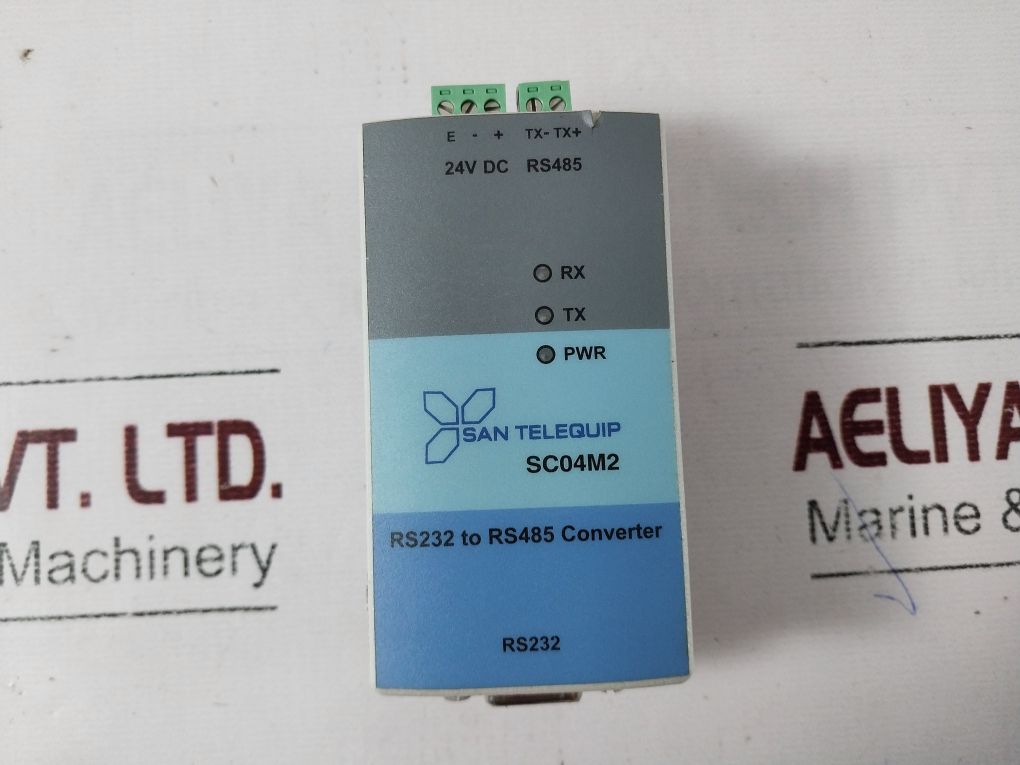 E - + TX- TX+
24V DC RS485
RX
TX
PWR
SAN TELEQUIP
SC04M2
RS232 to RS485 Converter
RS232
VT. LTD.
Machinery
AELIYA
Marine &